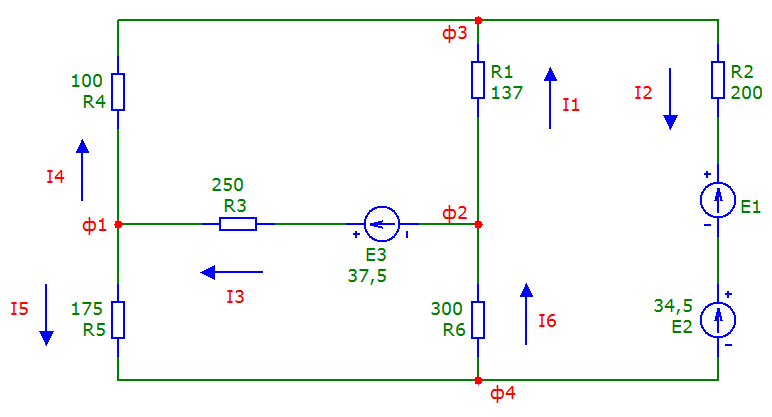 ф3
100
R4
R1
137
I1
I2
R2
200
I4
250
R3
ф1
ф2
+
-
E1
+
E3
37,5
I3
I5
175
R5
300
R6
I6
34,5
E2
+
-
ф4